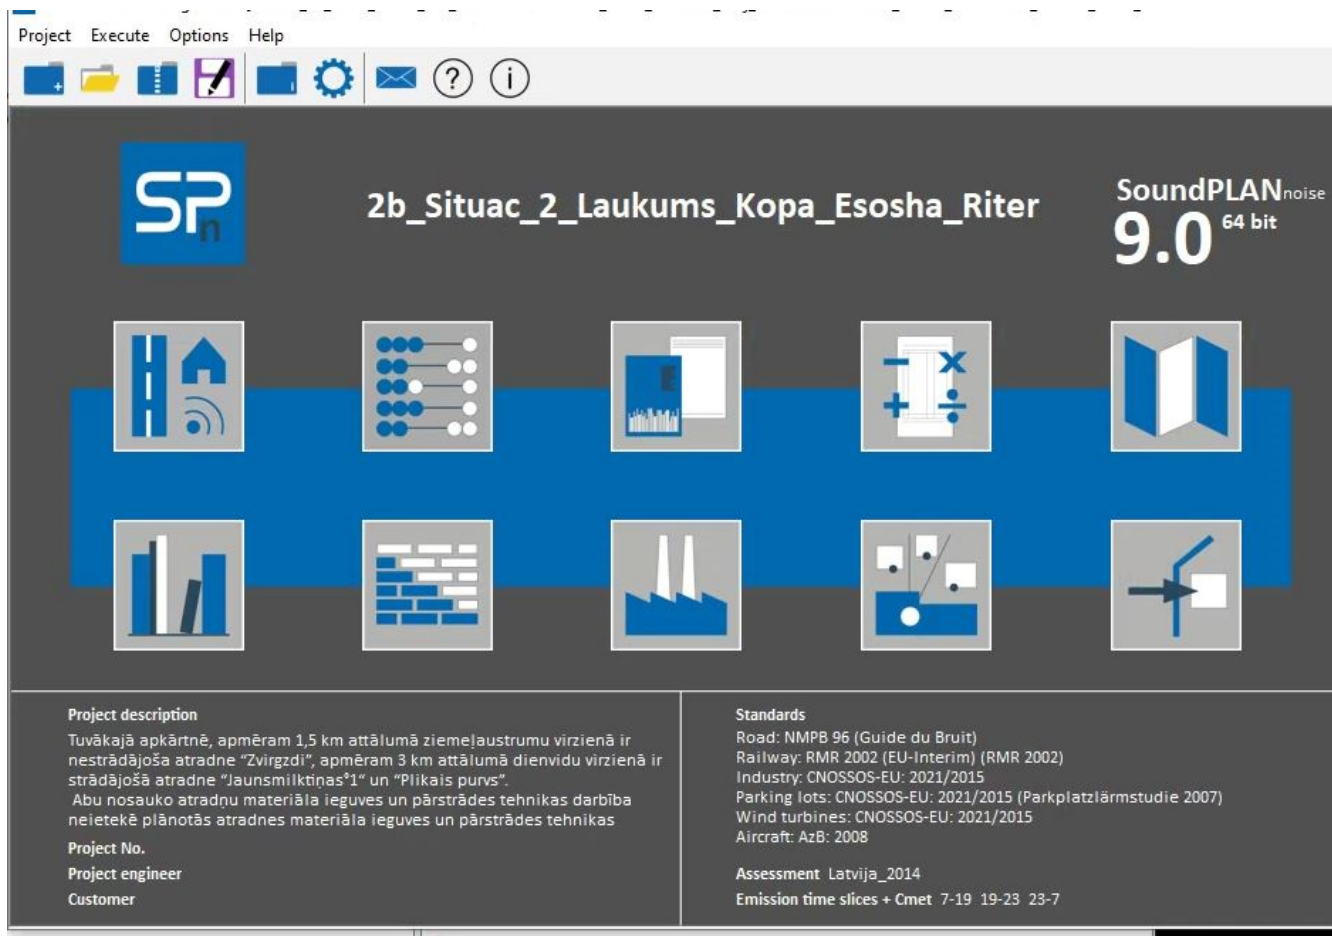 Project Execute Options Help
SPn
2b_Situac_2_Laukums_Kopa_Esosha_Riter
SoundPLANnoise
9.0 64 bit
Project description
Tuvākajā apkārtnē, apmēram 1,5 km attālumā ziemeļaustrumu virzienā ir
nestrādājoša atradne “Zvirgzdi”, apmēram 3 km attālumā dienvidu virzienā ir
strādājošā atradne “Jaunsmilktiņas°1“ un “Plikais purvs”.
Abu nosauko atradņu materiāla ieguves un pārstrādes tehnikas darbība
neietekē plānotās atradnes materiāla ieguves un pārstrādes tehnikas
Project No.
Project engineer
Customer
Standards
Road: NMPB 96 (Guide du Bruit)
Railway: RMR 2002 (EU-Interim) (RMR 2002)
Industry: CNOSSOS-EU: 2021/2015
Parking lots: CNOSSOS-EU: 2021/2015 (Parkplatzlärmstudie 2007)
Wind turbines: CNOSSOS-EU: 2021/2015
Aircraft: AzB: 2008
Assessment Latvija_2014
Emission time slices + Cmet 7-19 19-23 23-7